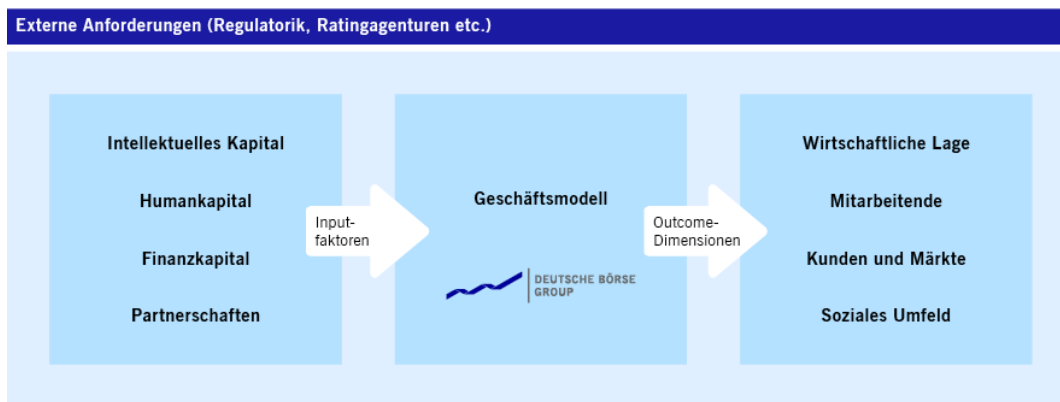 Externe Anforderungen (Regulatorik, Ratingagenturen etc.)
Intellektuelles Kapital
Humankapital
Finanzkapital
Partnerschaften
Input-
faktoren
Geschäftsmodell
DEUTSCHE BÖRSE
GROUP
Outcome-
Dimensionen
Wirtschaftliche Lage
Mitarbeitende
Kunden und Märkte
Soziales Umfeld